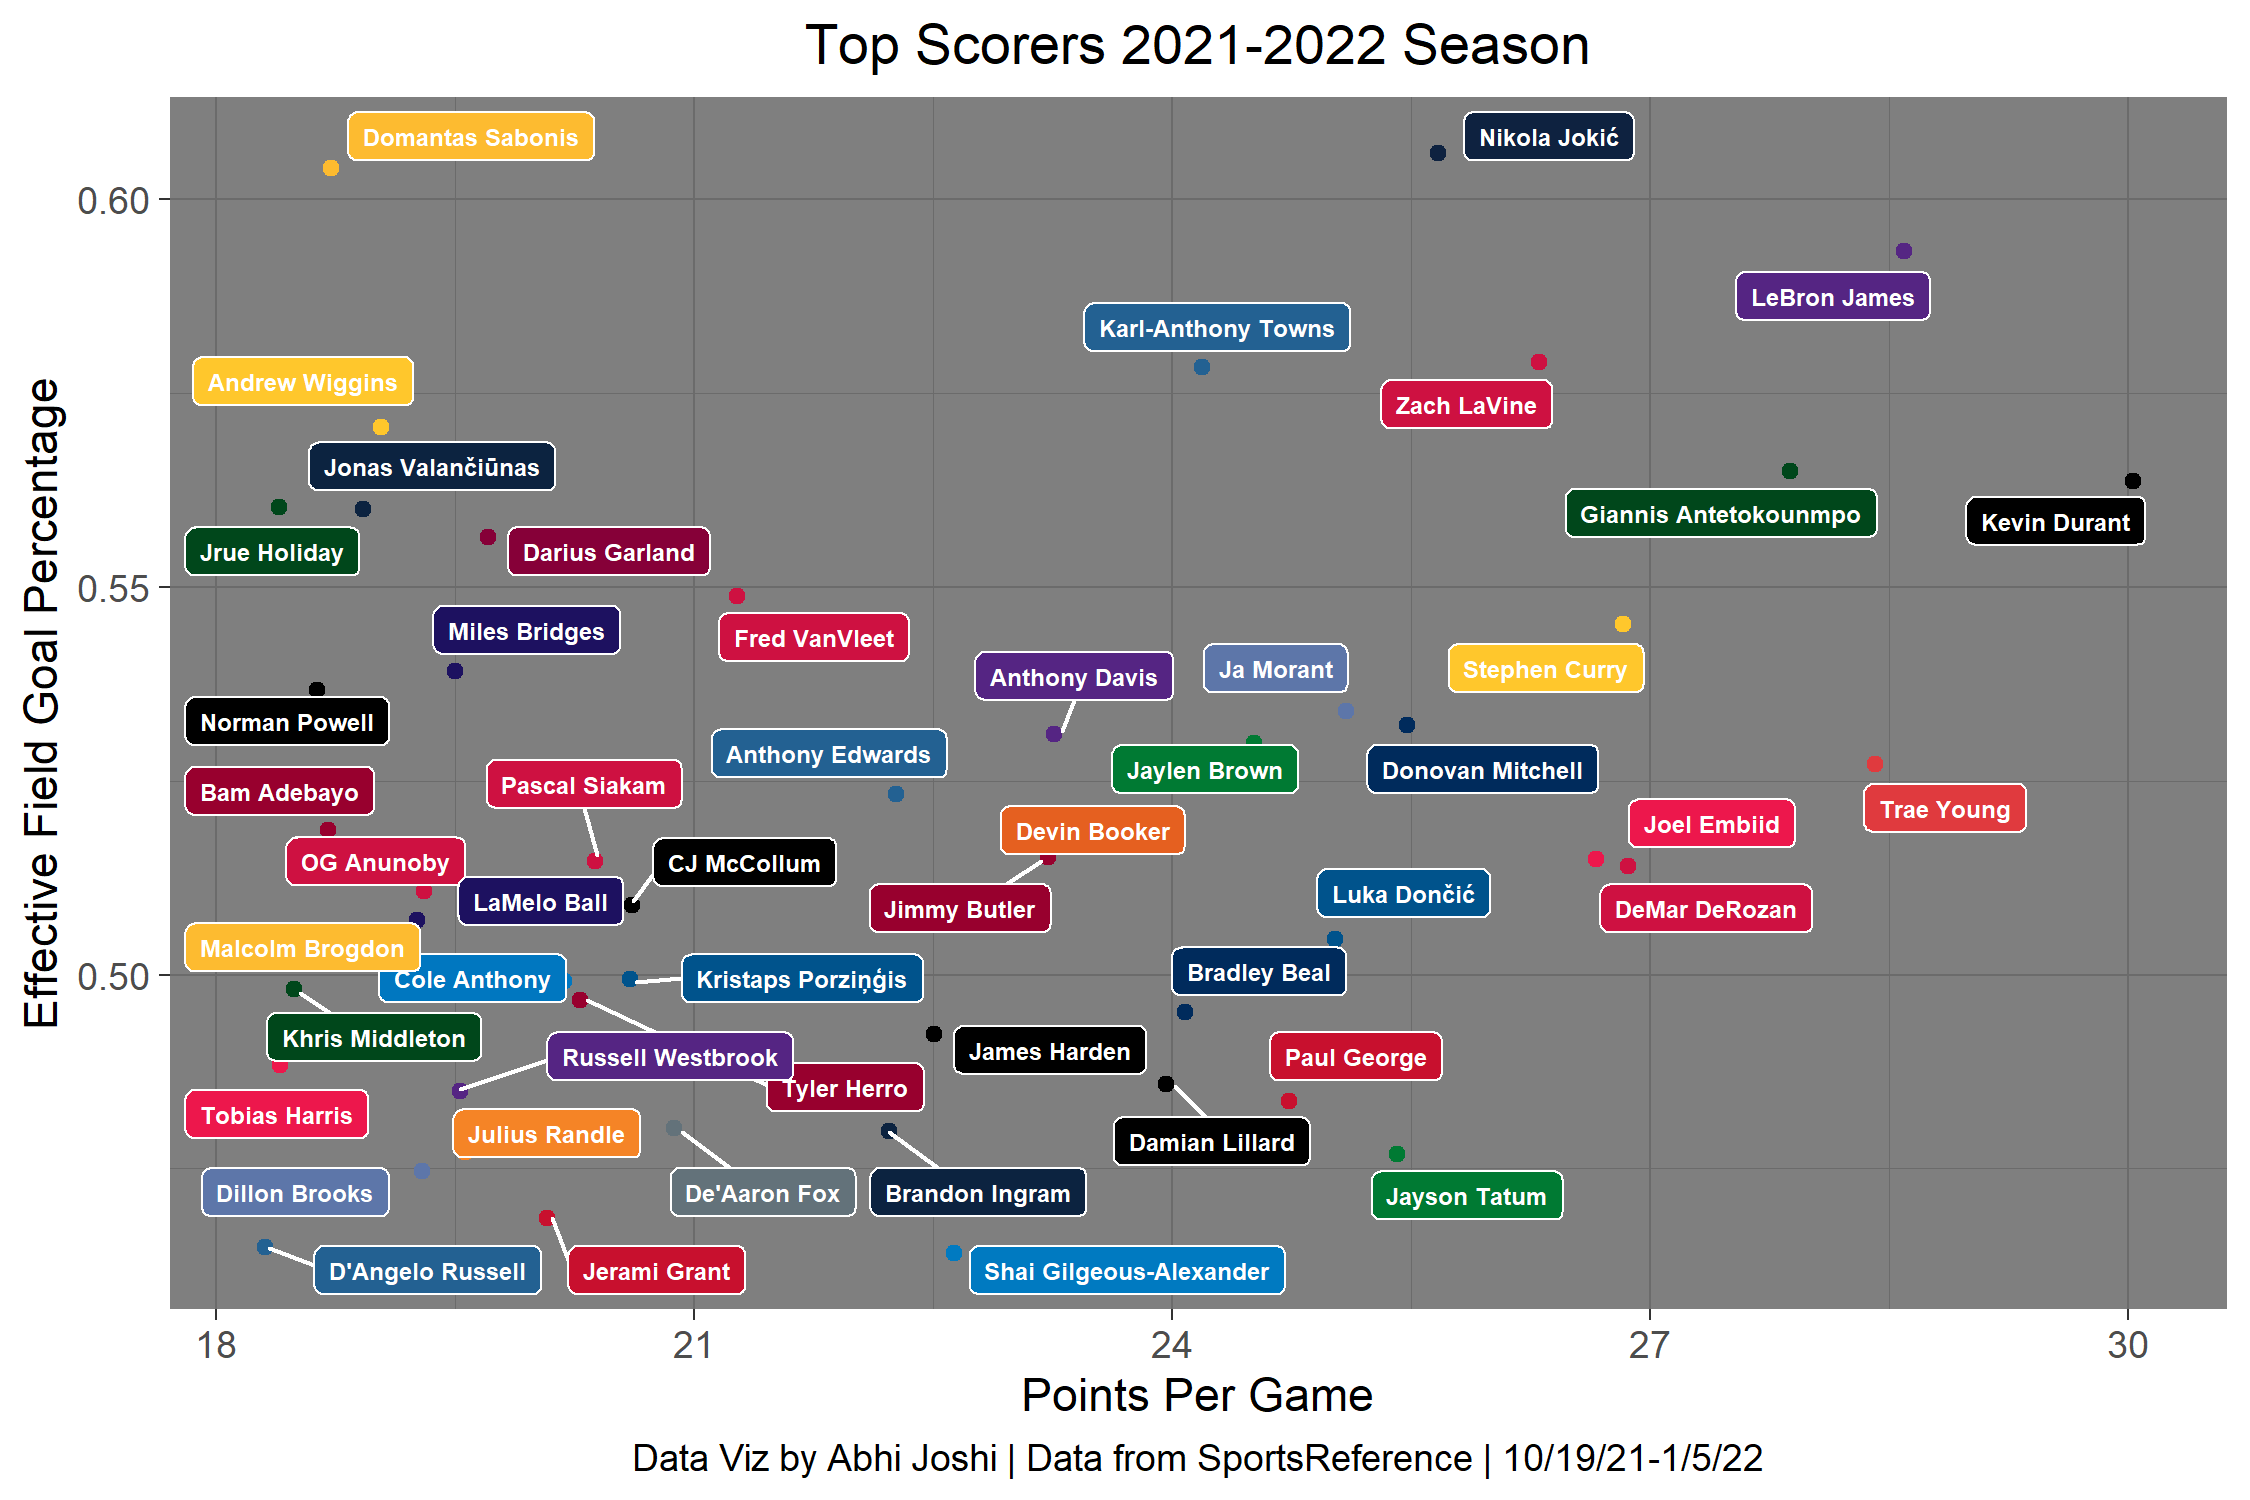 Top Scorers 2021-2022 Season
Domantas Sabonis
Nikola Jokić
0.60
LeBron James
Karl-Anthony Towns
Andrew Wiggins
Zach LaVine
Jonas Valančiūnas
Giannis Antetokounmpo
Kevin Durant
Jrue Holiday
Darius Garland
0.55
Miles Bridges
Fred VanVleet
Stephen Curry
Ja Morant
Anthony Davis
Norman Powell
Anthony Edwards
Jaylen Brown
Donovan Mitchell
Pascal Siakam
Bam Adebayo
Trae Young
Joel Embiid
Devin Booker
OG Anunoby
CJ McCollum
Luka Dončić
LaMelo Ball
Jimmy Butler
DeMar DeRozan
Malcolm Brogdon
0.50
Cole Anthony
Kristaps Porziņģis
Bradley Beal
Khris Middleton
James Harden
Russell Westbrook
Paul George
Tyler Herro
Tobias Harris
Julius Randle
Damian Lillard
Dillon Brooks
De'Aaron Fox
Brandon Ingram
Jayson Tatum
D'Angelo Russell
Jerami Grant
Shai Gilgeous-Alexander
Effective Field Goal Percentage
18 21 24 27 30
Points Per Game
Data Viz by Abhi Joshi | Data from SportsReference | 10/19/21-1/5/22